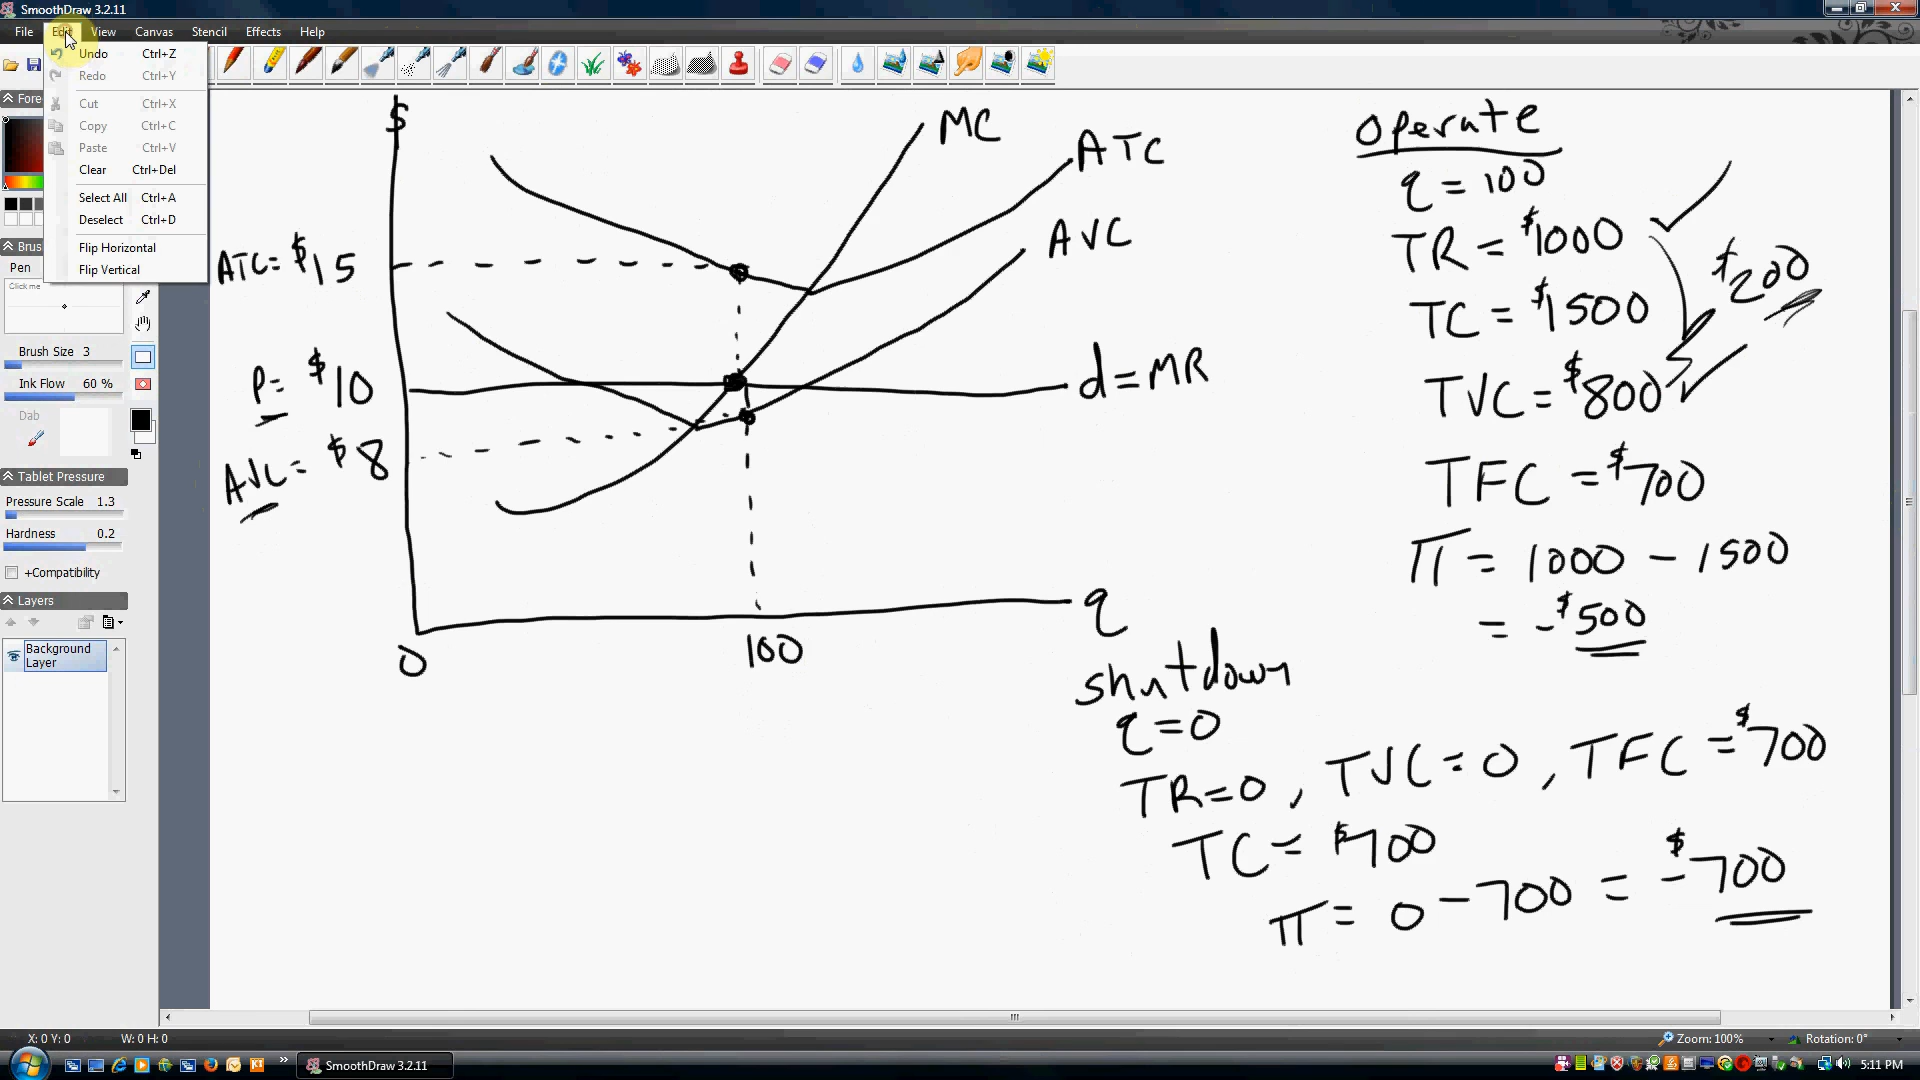 SmoothDraw 3.2.11
File Edit View Canvas Stencil Effects Help
Undo Ctrl+Z
Redo Ctrl+Y
Cut Ctrl+X
Copy Ctrl+C
Paste Ctrl+V
Clear Ctrl+Del
Select All Ctrl+A
Deselect Ctrl+D
Flip Horizontal
Flip Vertical
Fore
Brus
Pen
Click me
Brush Size 3
Ink Flow 60 %
Dab
Tablet Pressure
Pressure Scale 1.3
Hardness 0.2
+Compatibility
Layers
Background
Layer
$
MC
ATC
AVC
ATC= $15
P= $10
d=MR
AVC= $8
q
0
100
operate
q = 100
TR = $1000
TC = $1500
$200
TVC = $800
TFC = $700
π = 1000 - 1500
= -$500
shutdown
q=0
TR=0, TVC=0, TFC=$700
TC= $700
π= 0-700 = -$700
X: 0 Y: 0 W: 0 H: 0
Zoom: 100%
Rotation: 0°
SmoothDraw 3.2.11
5:11 PM